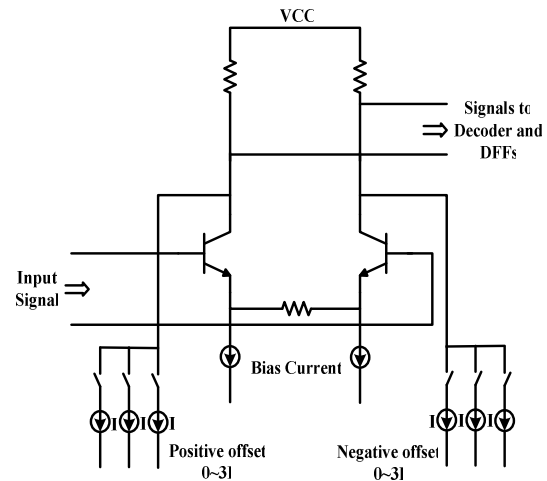 VCC
Signals to
Decoder and
DFFs
Input
Signal
Bias Current
I I I
I I I
Positive offset
0~3I
Negative offset
0~3I